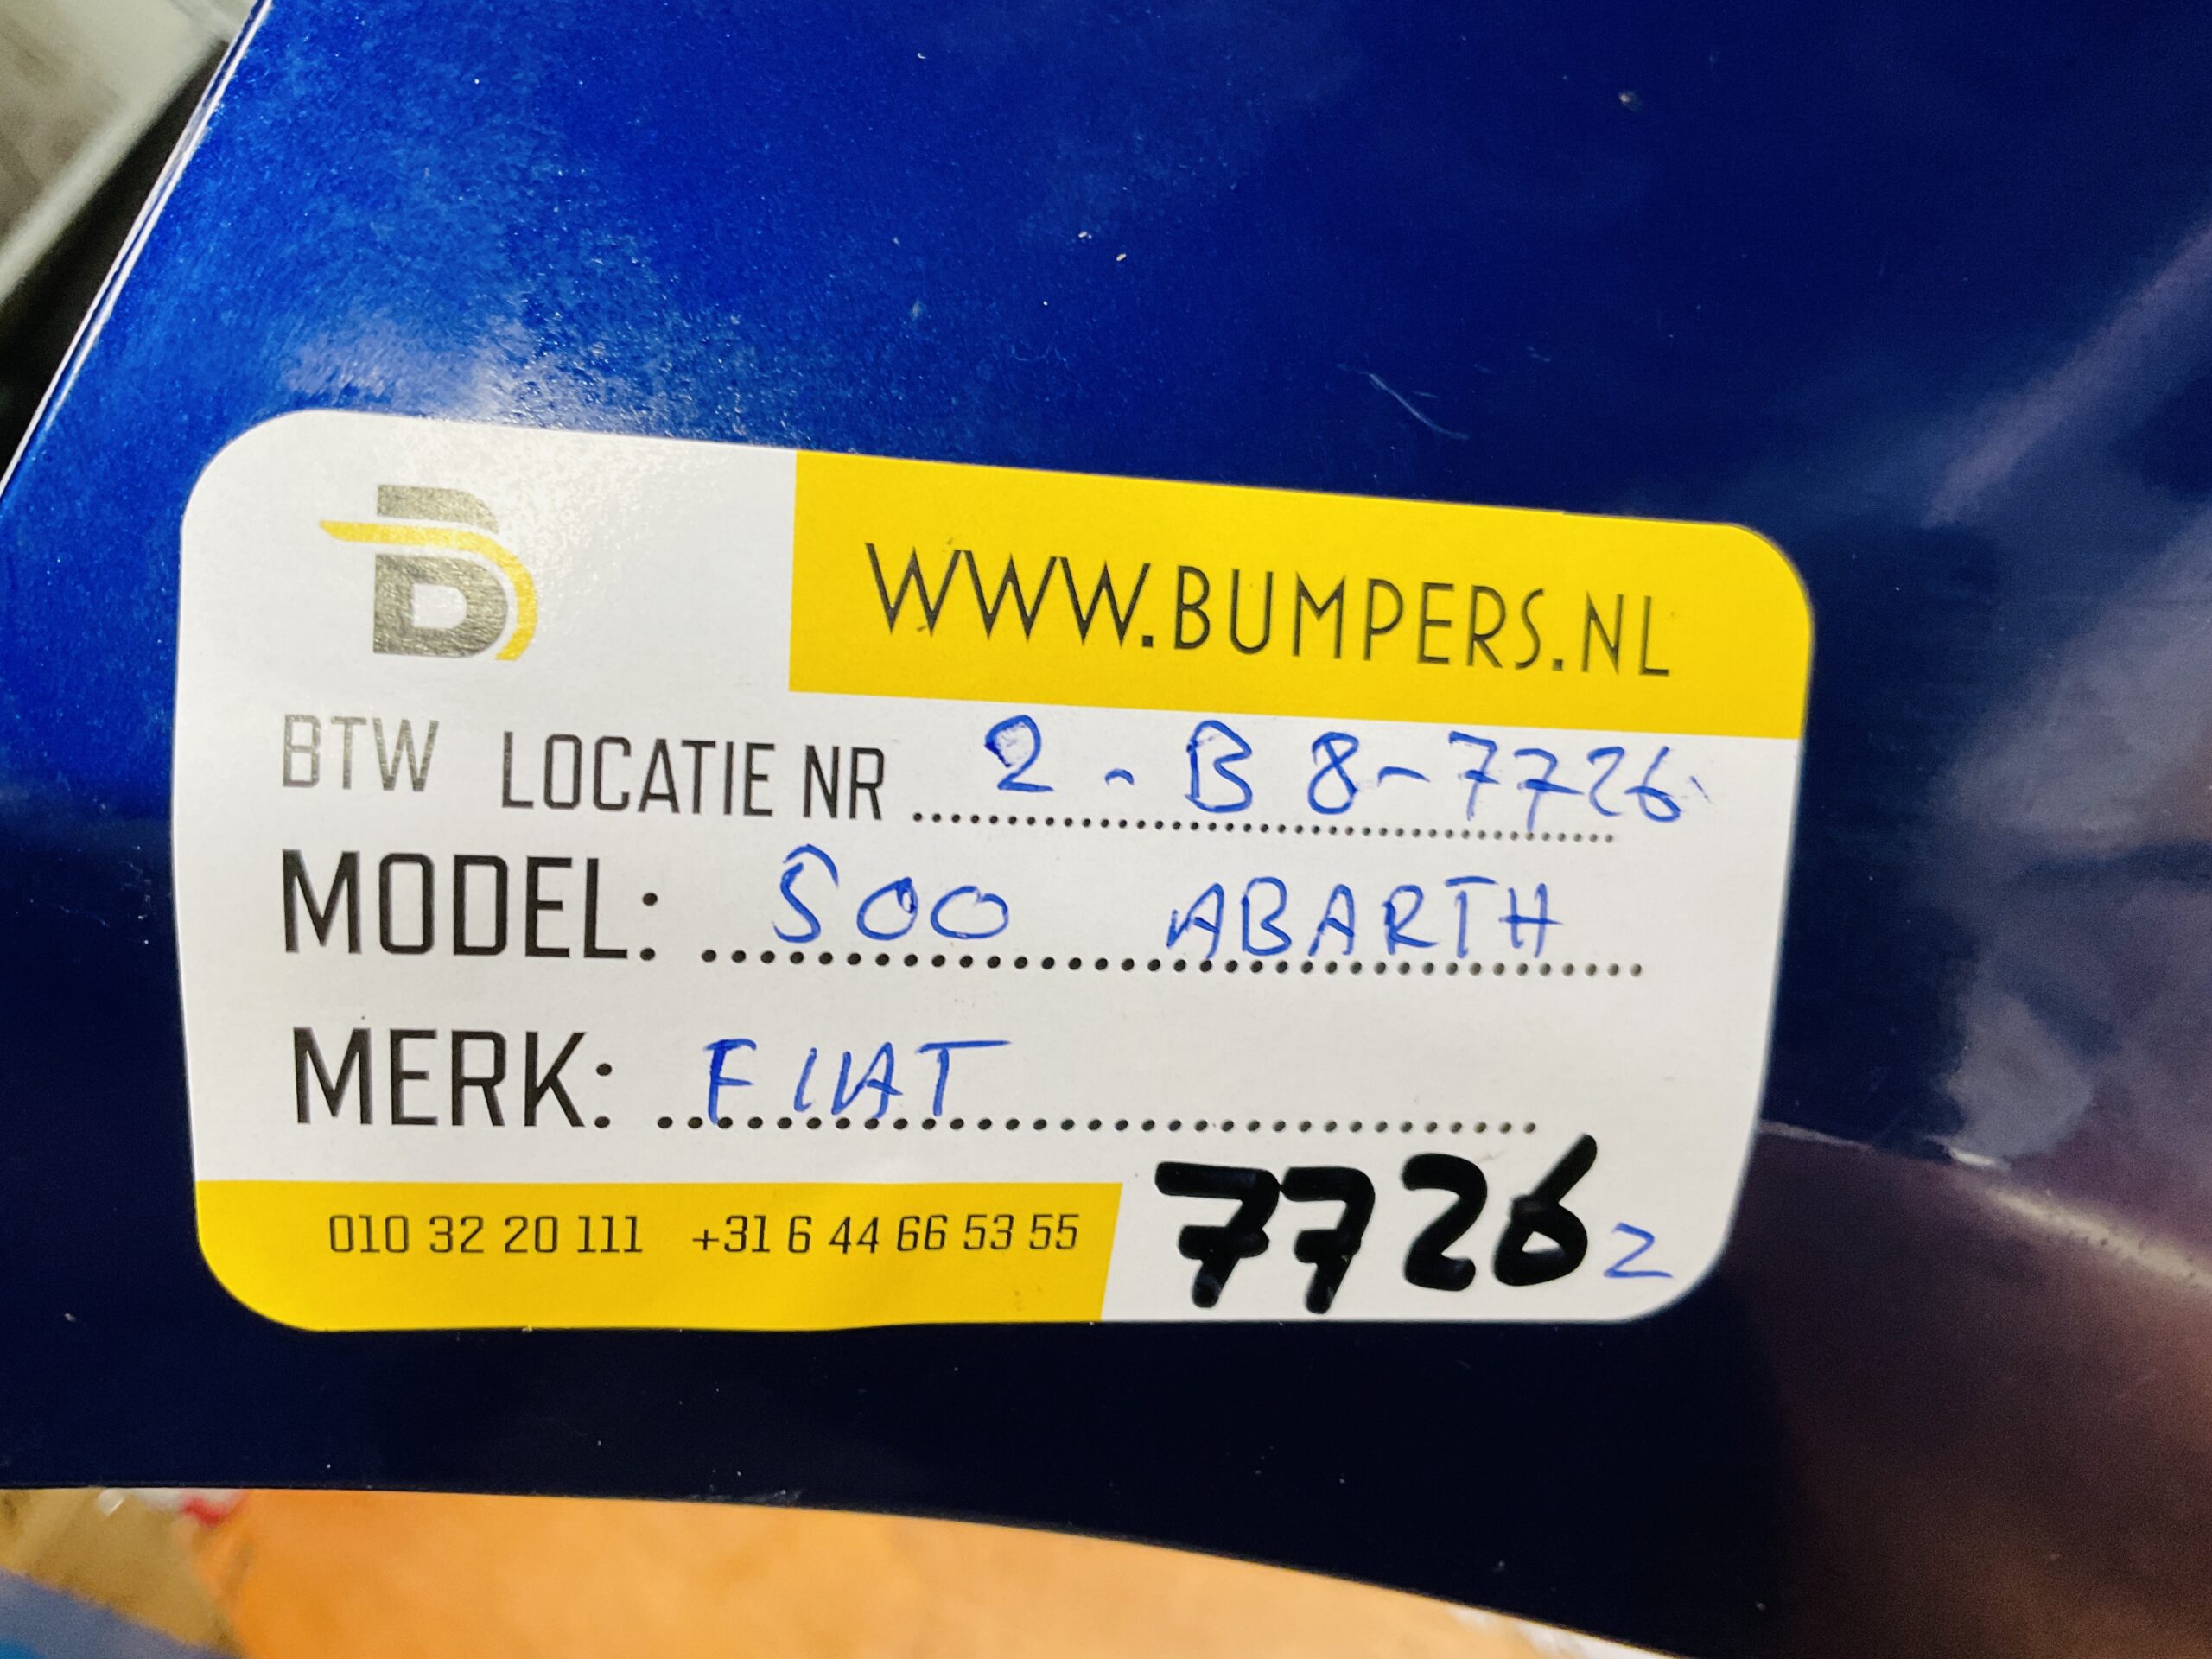 B
WWW.BUMPERS.NL
BTW LOCATIE NR 2 - B 8 - 7726
MODEL: 500 ABARTH
MERK: FIAT
010 32 20 111 +31 6 44 66 53 55 7726 2